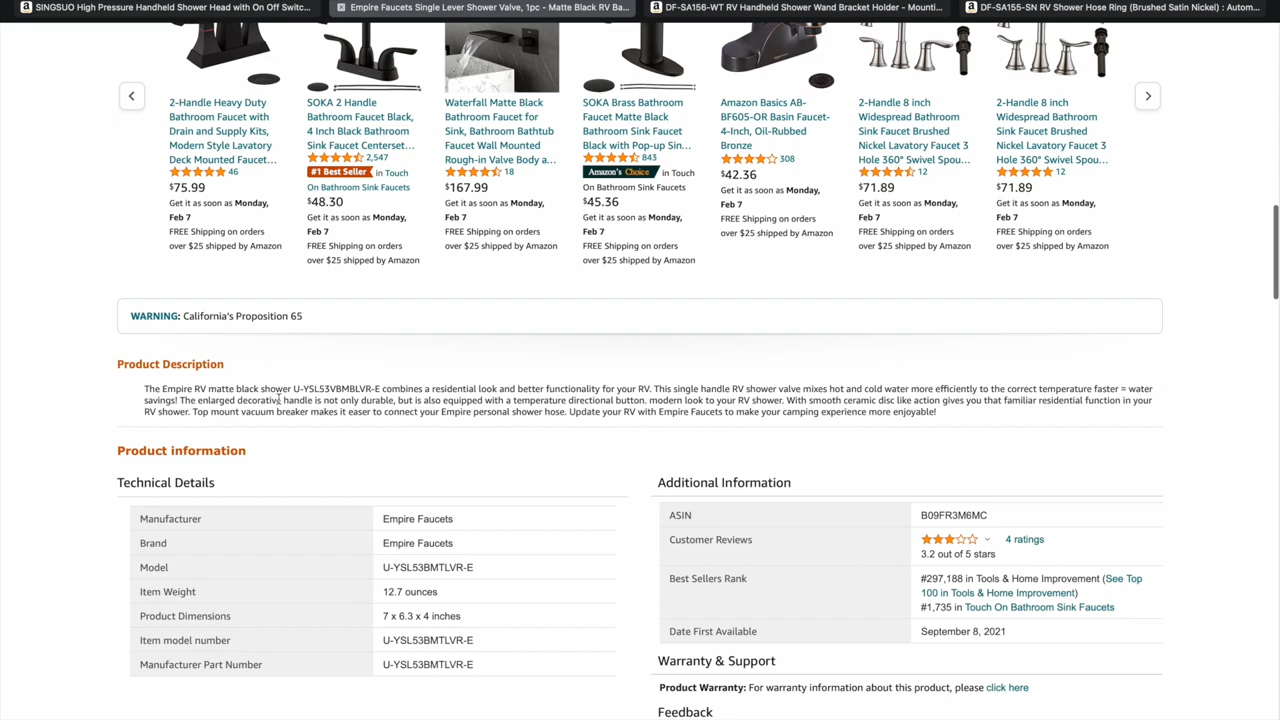 SINGSUO High Pressure Handheld Shower Head with On Off Switc...
Empire Faucets Single Lever Shower Valve, 1pc - Matte Black RV Ba...
DF-SA156-WT RV Handheld Shower Wand Bracket Holder - Mounti...
DF-SA155-SN RV Shower Hose Ring (Brushed Satin Nickel) : Autom...
2-Handle Heavy Duty
Bathroom Faucet with
Drain and Supply Kits,
Modern Style Lavatory
Deck Mounted Faucet...
46
$75.99
Get it as soon as Monday,
Feb 7
FREE Shipping on orders
over $25 shipped by Amazon
SOKA 2 Handle
Bathroom Faucet Black,
4 Inch Black Bathroom
Sink Faucet Centerset...
2,547
#1 Best Seller in Touch
On Bathroom Sink Faucets
$48.30
Get it as soon as Monday,
Feb 7
FREE Shipping on orders
over $25 shipped by Amazon
Waterfall Matte Black
Bathroom Faucet for
Sink, Bathroom Bathtub
Faucet Wall Mounted
Rough-in Valve Body a...
18
$167.99
Get it as soon as Monday,
Feb 7
FREE Shipping on orders
over $25 shipped by Amazon
SOKA Brass Bathroom
Faucet Matte Black
Bathroom Sink Faucet
Black with Pop-up Sin...
843
Amazon's Choice in Touch
On Bathroom Sink Faucets
$45.36
Get it as soon as Monday,
Feb 7
FREE Shipping on orders
over $25 shipped by Amazon
Amazon Basics AB-
BF605-OR Basin Faucet-
4-Inch, Oil-Rubbed
Bronze
308
$42.36
Get it as soon as Monday,
Feb 7
FREE Shipping on orders
over $25 shipped by Amazon
2-Handle 8 inch
Widespread Bathroom
Sink Faucet Brushed
Nickel Lavatory Faucet 3
Hole 360° Swivel Spou...
12
$71.89
Get it as soon as Monday,
Feb 7
FREE Shipping on orders
over $25 shipped by Amazon
2-Handle 8 inch
Widespread Bathroom
Sink Faucet Brushed
Nickel Lavatory Faucet 3
Hole 360° Swivel Spou...
12
$71.89
Get it as soon as Monday,
Feb 7
FREE Shipping on orders
over $25 shipped by Amazon
WARNING: California's Proposition 65
Product Description
The Empire RV matte black shower U-YSL53VBMBLVR-E combines a residential look and better functionality for your RV. This single handle RV shower valve mixes hot and cold water more efficiently to the correct temperature faster = water
savings! The enlarged decorative handle is not only durable, but is also equipped with a temperature directional button. modern look to your RV shower. With smooth ceramic disc like action gives you that familiar residential function in your
RV shower. Top mount vacuum breaker makes it easier to connect your Empire personal shower hose. Update your RV with Empire Faucets to make your camping experience more enjoyable!
Product information
Technical Details
Manufacturer Empire Faucets
Brand Empire Faucets
Model U-YSL53BMTLVR-E
Item Weight 12.7 ounces
Product Dimensions 7 x 6.3 x 4 inches
Item model number U-YSL53BMTLVR-E
Manufacturer Part Number U-YSL53BMTLVR-E
Additional Information
ASIN B09FR3M6MC
Customer Reviews 4 ratings
3.2 out of 5 stars
Best Sellers Rank #297,188 in Tools & Home Improvement (See Top
100 in Tools & Home Improvement)
#1,735 in Touch On Bathroom Sink Faucets
Date First Available September 8, 2021
Warranty & Support
Product Warranty: For warranty information about this product, please click here
Feedback